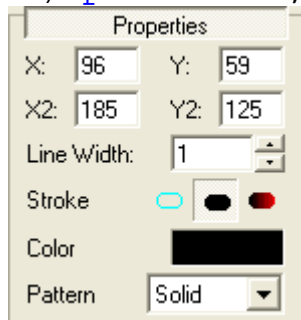 Properties
X: 96 Y: 59
X2: 185 Y2: 125
Line Width: 1
Stroke
Color
Pattern Solid